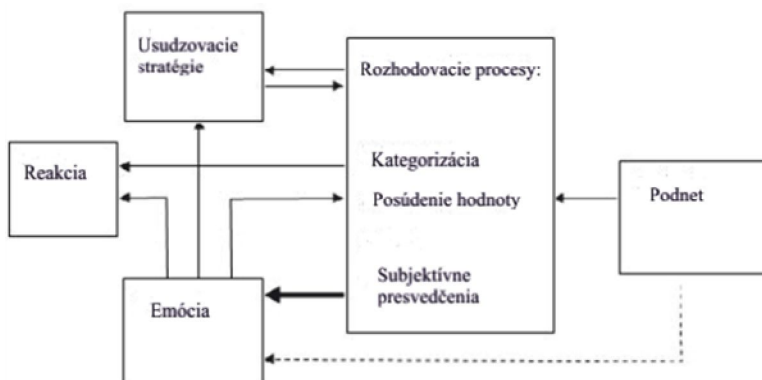 Usudzovacie
stratégie
Rozhodovacie procesy:
Reakcia
Kategorizácia
Posúdenie hodnoty
Podnet
Subjektívne
presvedčenia
Emócia